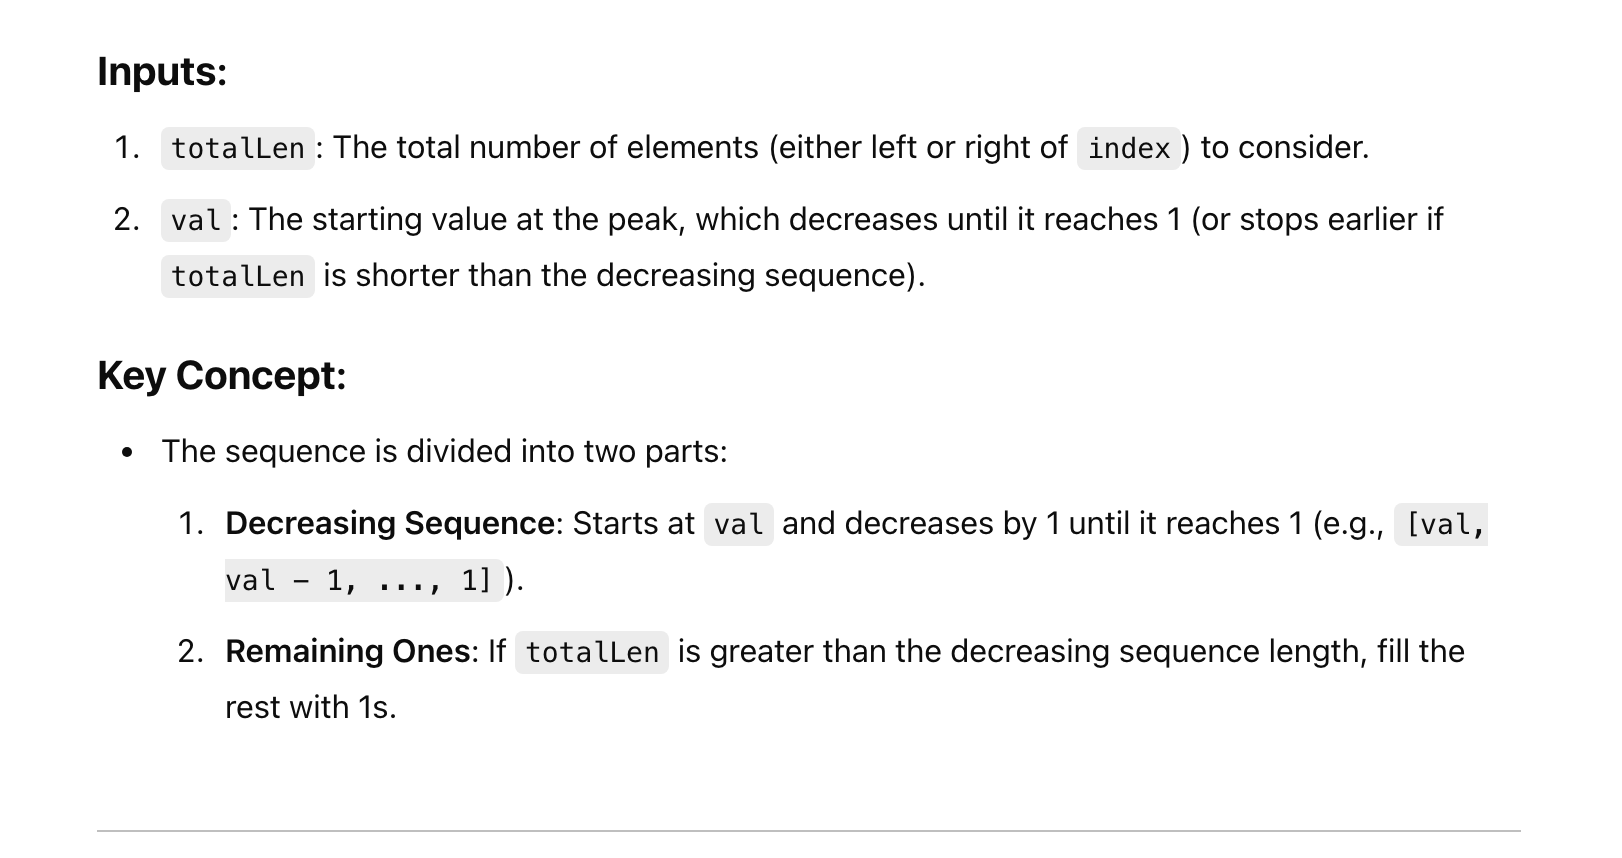 Inputs:
1. totalLen: The total number of elements (either left or right of index) to consider.
2. val: The starting value at the peak, which decreases until it reaches 1 (or stops earlier if
totalLen is shorter than the decreasing sequence).
Key Concept:
• The sequence is divided into two parts:
1. Decreasing Sequence: Starts at val and decreases by 1 until it reaches 1 (e.g., [val,
val − 1, ..., 1]).
2. Remaining Ones: If totalLen is greater than the decreasing sequence length, fill the
rest with 1s.